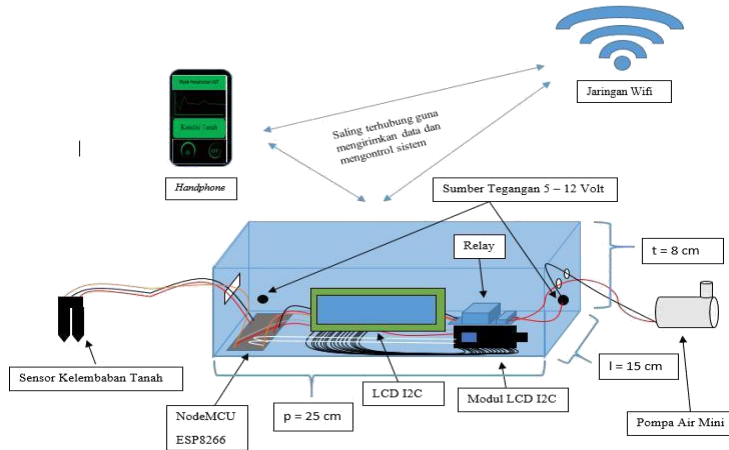 Jaringan Wifi
Kondisi Tanah
Handphone
Saling terhubung guna
mengirimkan data dan
mengontrol sistem
Sumber Tegangan 5 – 12 Volt
Relay
t = 8 cm
Sensor Kelembaban Tanah
NodeMCU
ESP8266
p = 25 cm
LCD I2C
Modul LCD I2C
l = 15 cm
Pompa Air Mini